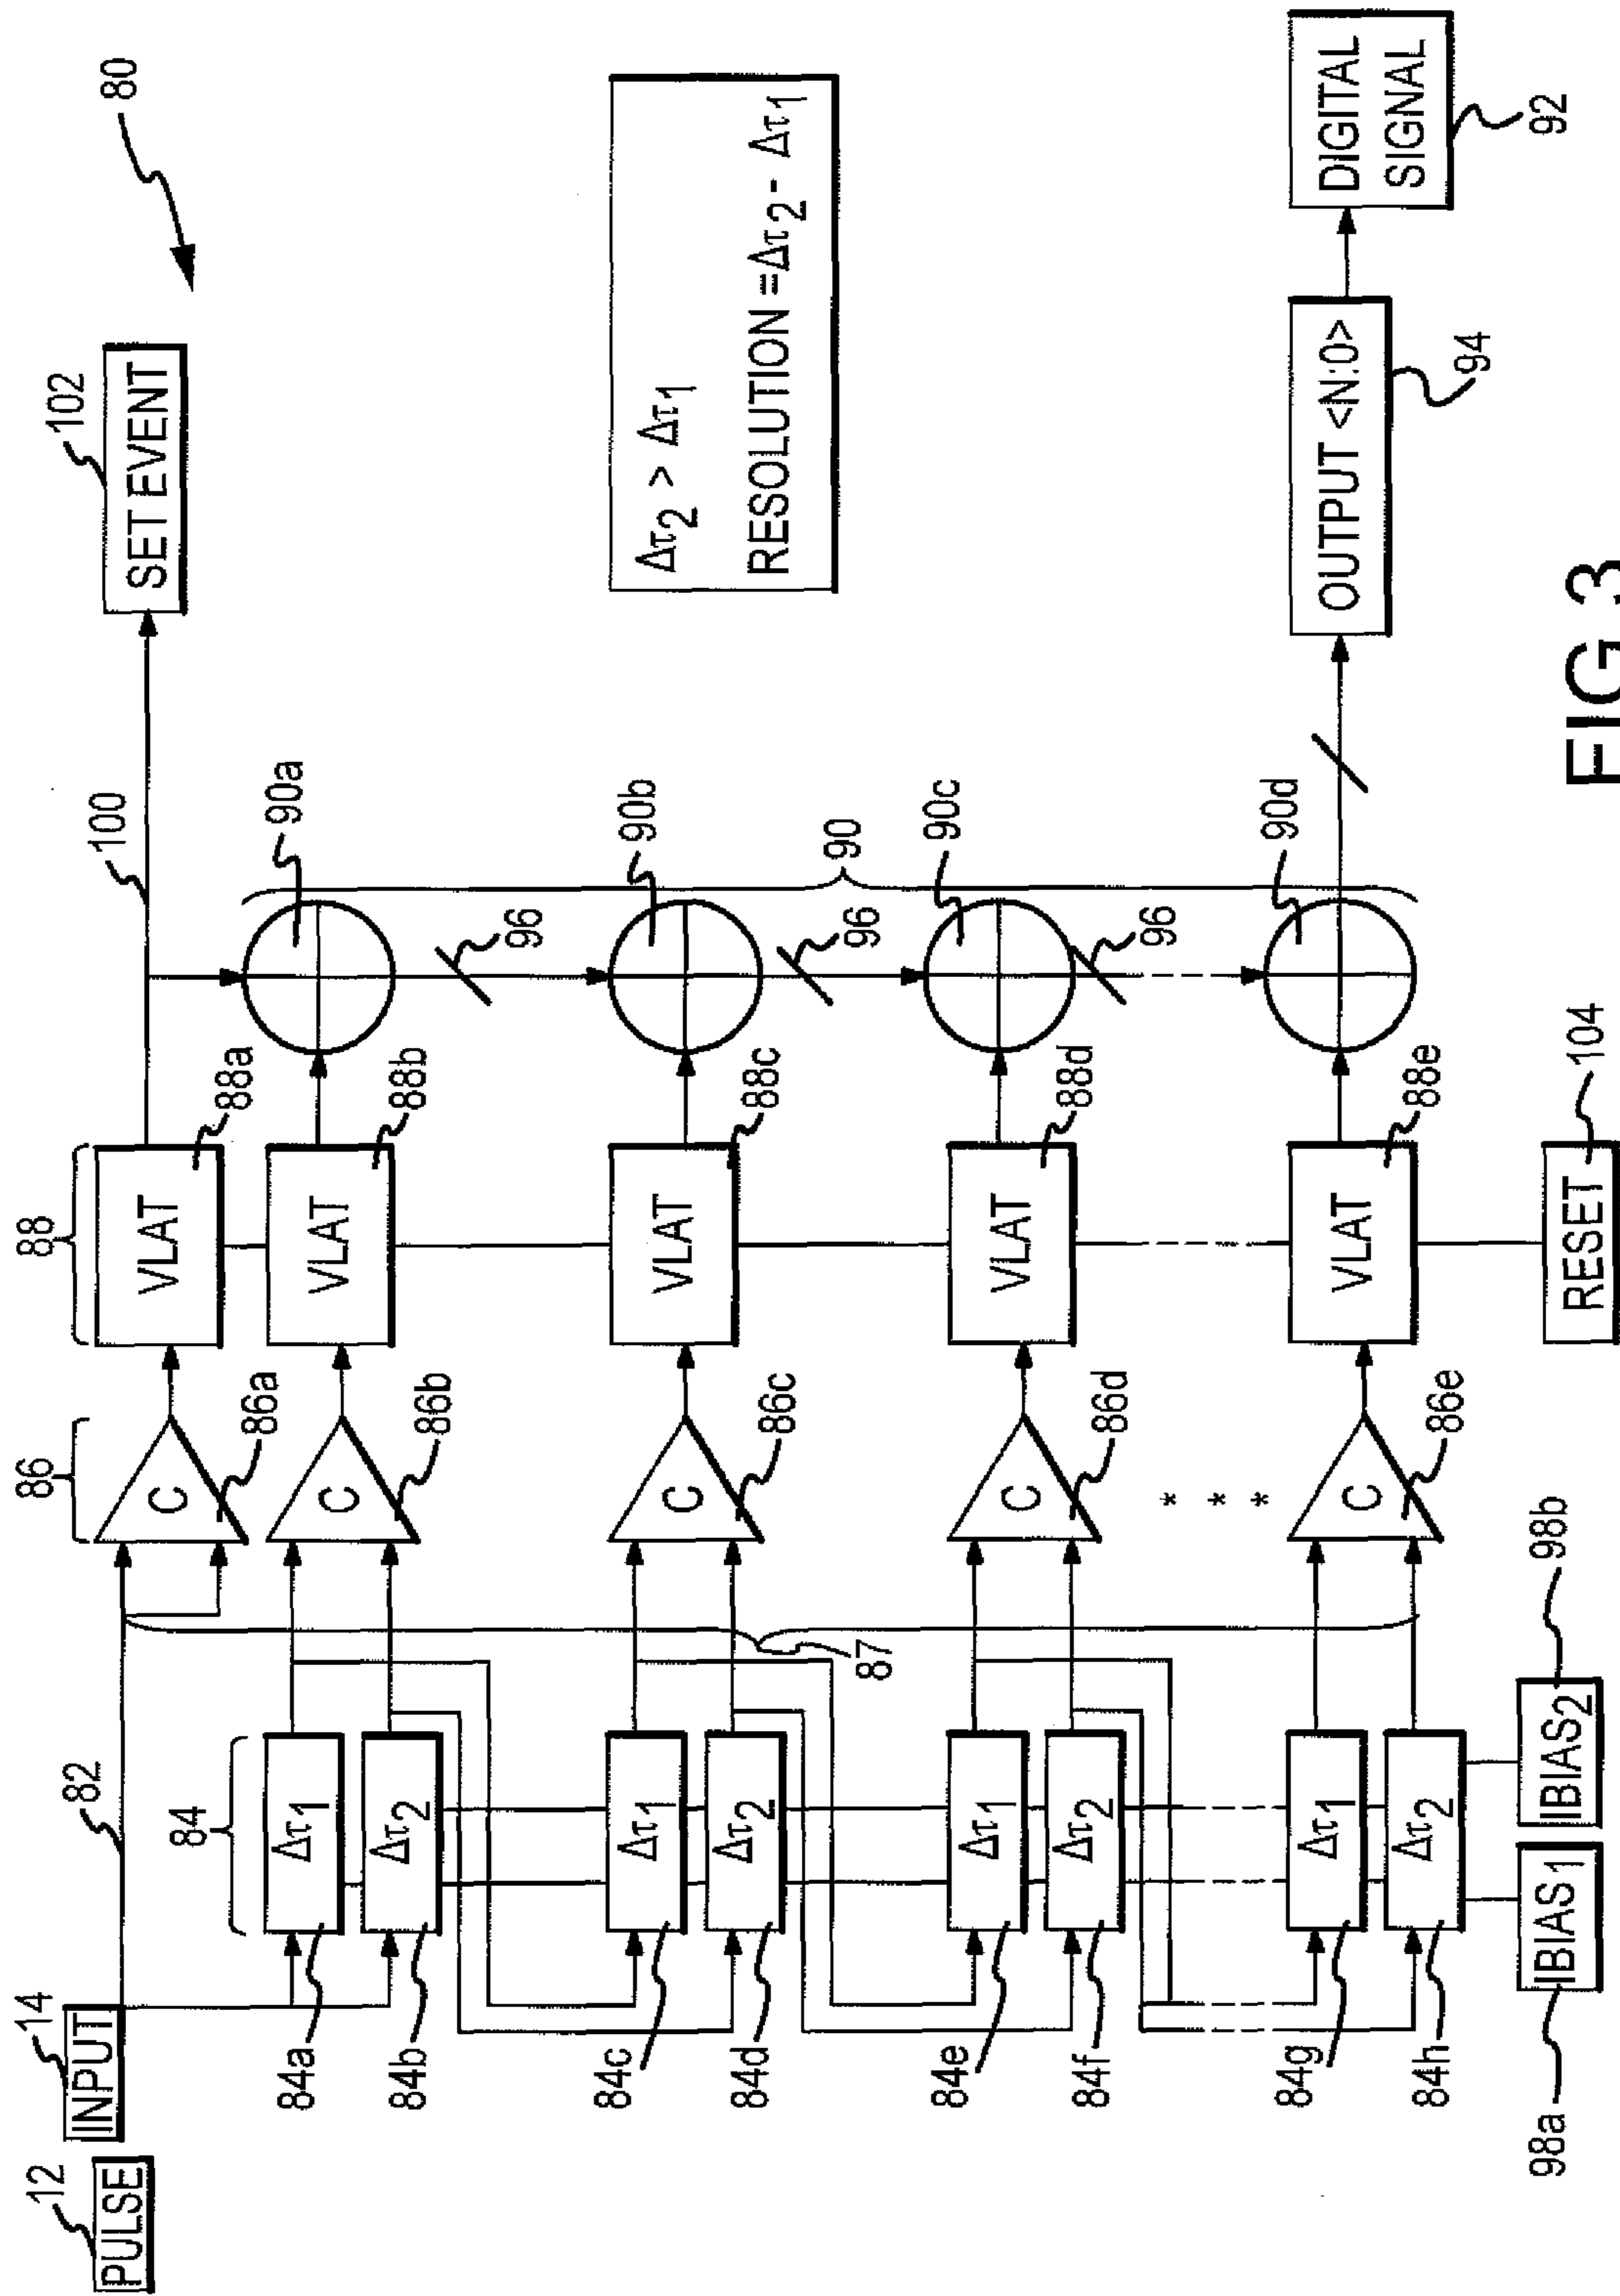 12
PULSE
14
INPUT
82
84
Δτ1
Δτ2
Δτ1
Δτ2
Δτ1
Δτ2
Δτ1
Δτ2
84a
84b
84c
84d
84e
84f
84g
84h
98a
IBIAS1
IBIAS2
98b
87
86
C
86a
C
86b
C
86c
C
86d
* * *
C
86e
88
VLAT
88a
VLAT
88b
VLAT
88c
VLAT
88d
VLAT
88e
RESET
104
100
90a
96
90b
90
96
90c
96
90d
102
SET EVENT
80
Δτ2 > Δτ1
RESOLUTION =Δτ2- Δτ1
OUTPUT <N:0>
94
DIGITAL
SIGNAL
92
FIG.3